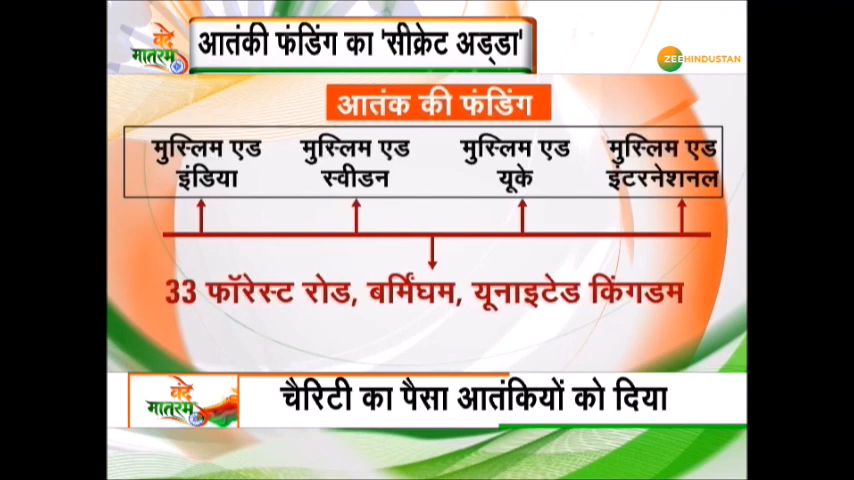 वंदे
मातरम्
आतंकी फंडिंग का 'सीक्रेट अड्डा'
ZEE HINDUSTAN
आतंक की फंडिंग
मुस्लिम एड इंडिया
मुस्लिम एड स्वीडन
मुस्लिम एड यूके
मुस्लिम एड इंटरनेशनल
33 फॉरेस्ट रोड, बर्मिंघम, यूनाइटेड किंगडम
वंदे
मातरम्
चैरिटी का पैसा आतंकियों को दिया